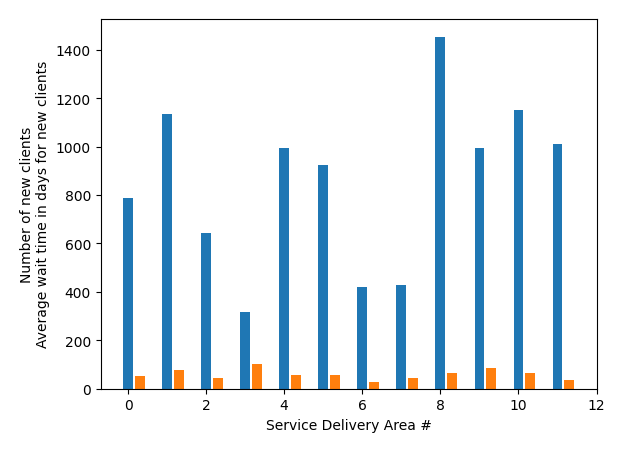 Number of new clients
Average wait time in days for new clients
1400
1200
1000
800
600
400
200
0
0 2 4 6 8 10 12
Service Delivery Area #